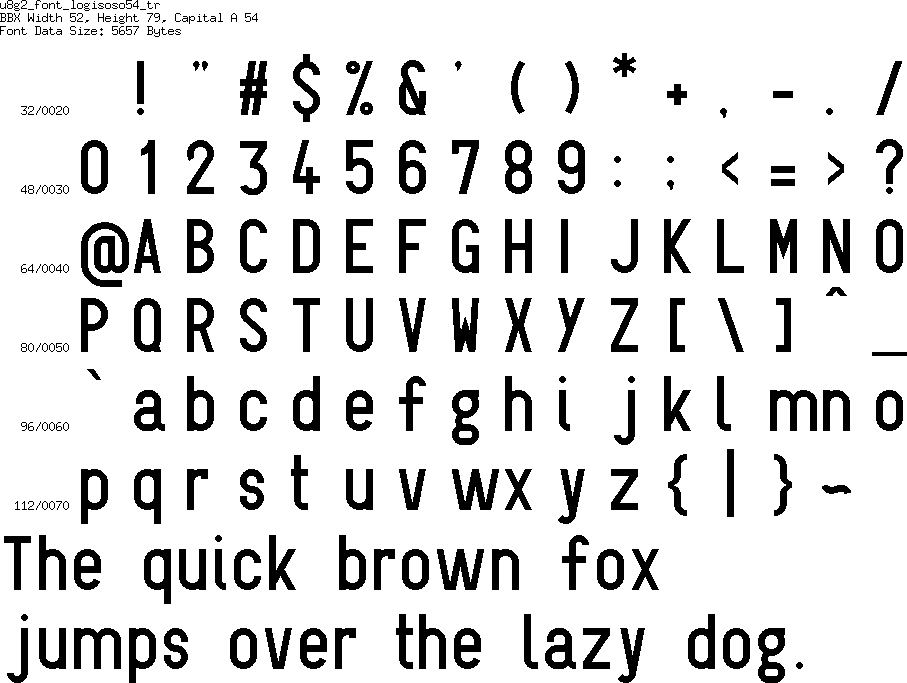 u8g2_font_logisoso54_tr
BBX Width 52, Height 79, Capital A 54
Font Data Size: 5657 Bytes
32/0020 ! " # $ % & ' ( ) * + , - . /
48/0030 0 1 2 3 4 5 6 7 8 9 : ; < = > ?
64/0040 @ A B C D E F G H I J K L M N O
80/0050 P Q R S T U V W X Y Z [ \ ] ^ _
96/0060 ` a b c d e f g h i j k l m n o
112/0070 p q r s t u v w x y z { | } ~
The quick brown fox
jumps over the lazy dog.